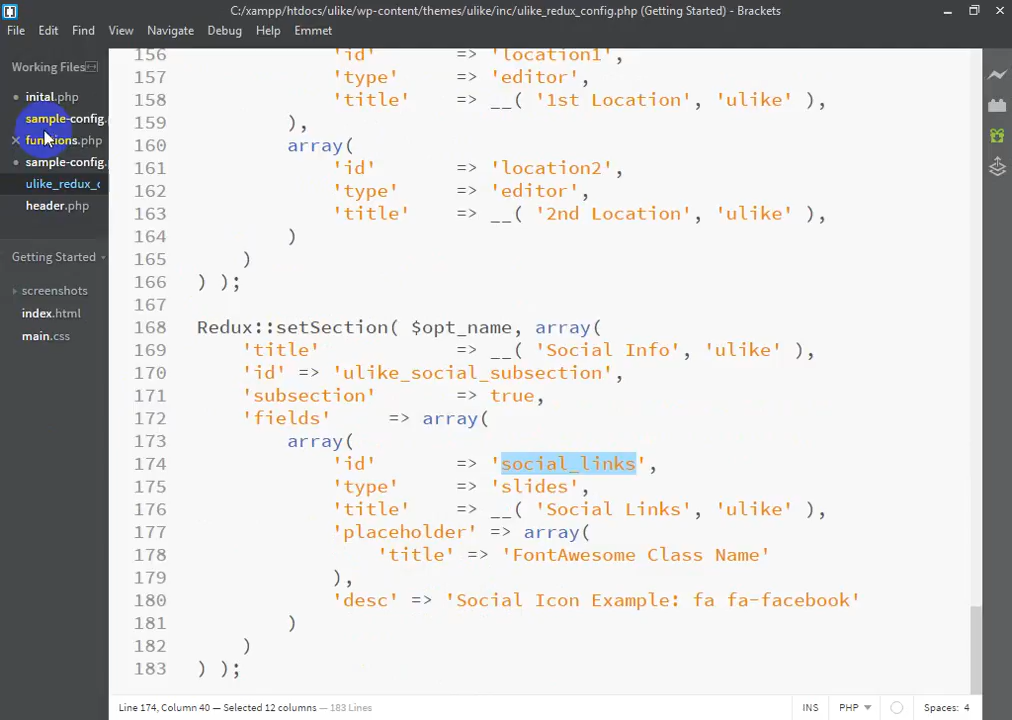 C:/xampp/htdocs/ulike/wp-content/themes/ulike/inc/ulike_redux_config.php (Getting Started) - Brackets
File Edit Find View Navigate Debug Help Emmet
Working Files
inital.php
sample-config.
functions.php
sample-config.
ulike_redux_c
header.php
Getting Started
screenshots
index.html
main.css
156 'id' => 'location1',
157 'type' => 'editor',
158 'title' => __( '1st Location', 'ulike' ),
159 ),
160 array(
161 'id' => 'location2',
162 'type' => 'editor',
163 'title' => __( '2nd Location', 'ulike' ),
164 )
165 )
166 ) );
167
168 Redux::setSection( $opt_name, array(
169 'title' => __( 'Social Info', 'ulike' ),
170 'id' => 'ulike_social_subsection',
171 'subsection' => true,
172 'fields' => array(
173 array(
174 'id' => 'social_links',
175 'type' => 'slides',
176 'title' => __( 'Social Links', 'ulike' ),
177 'placeholder' => array(
178 'title' => 'FontAwesome Class Name'
179 ),
180 'desc' => 'Social Icon Example: fa fa-facebook'
181 )
182 )
183 ) );
Line 174, Column 40 — Selected 12 columns — 183 Lines
INS PHP Spaces: 4